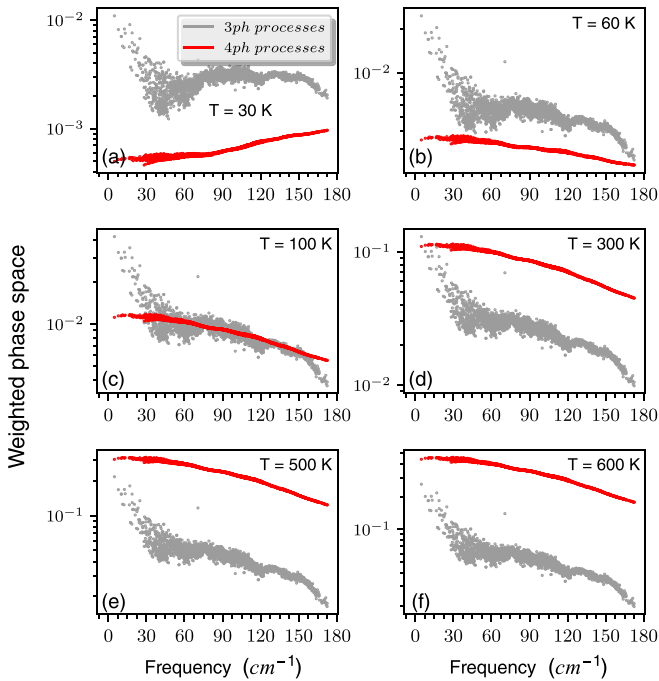 10⁻²
10⁻³
3ph processes
4ph processes
T = 30 K
(a)
0 30 60 90 120 150 180
10⁻²
T = 60 K
(b)
0 30 60 90 120 150 180
Weighted phase space
10⁻²
T = 100 K
(c)
0 30 60 90 120 150 180
10⁻¹
10⁻²
T = 300 K
(d)
0 30 60 90 120 150 180
10⁻¹
T = 500 K
(e)
0 30 60 90 120 150 180
Frequency (cm⁻¹)
10⁻¹
T = 600 K
(f)
0 30 60 90 120 150 180
Frequency (cm⁻¹)